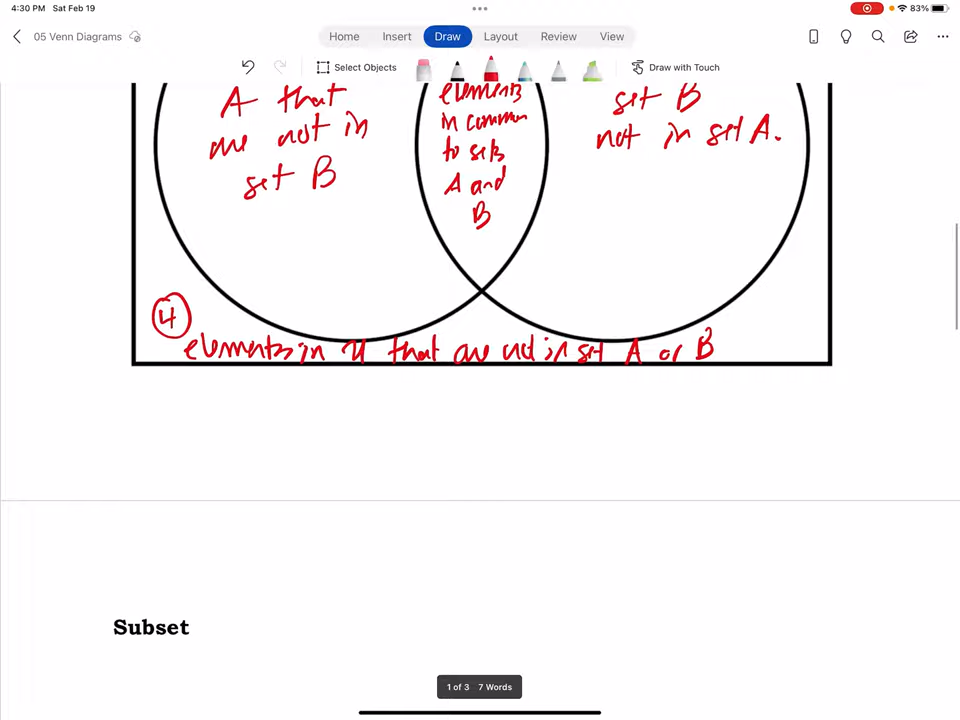 4:30 PM Sat Feb 19
83%
05 Venn Diagrams
Home Insert Draw Layout Review View
Select Objects
Draw with Touch
A that
are not in
set B
elements
in common
to sets
A and
B
set B
not in set A.
4
elements in U that are not in set A or B
Subset
1 of 3 7 Words